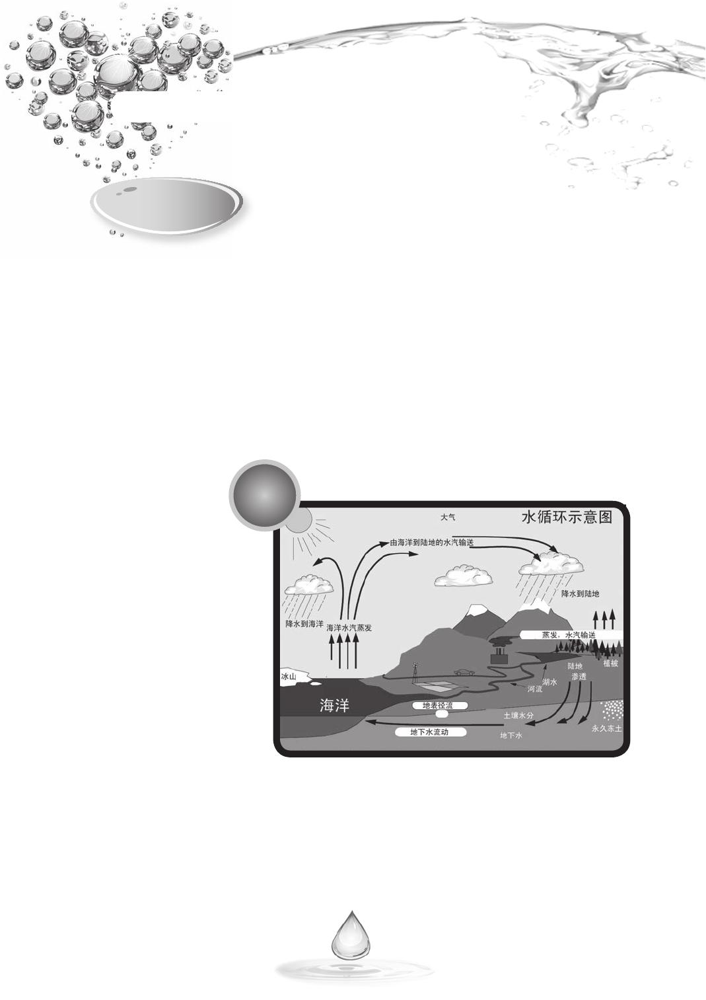 水循环示意图
大气
由海洋到陆地的水汽输送
降水到陆地
降水到海洋
海洋水汽蒸发
蒸发，水汽输送
植被
陆地
渗透
冰山
湖水
河流
海洋
地表径流
土壤水分
永久冻土
地下水流动
地下水